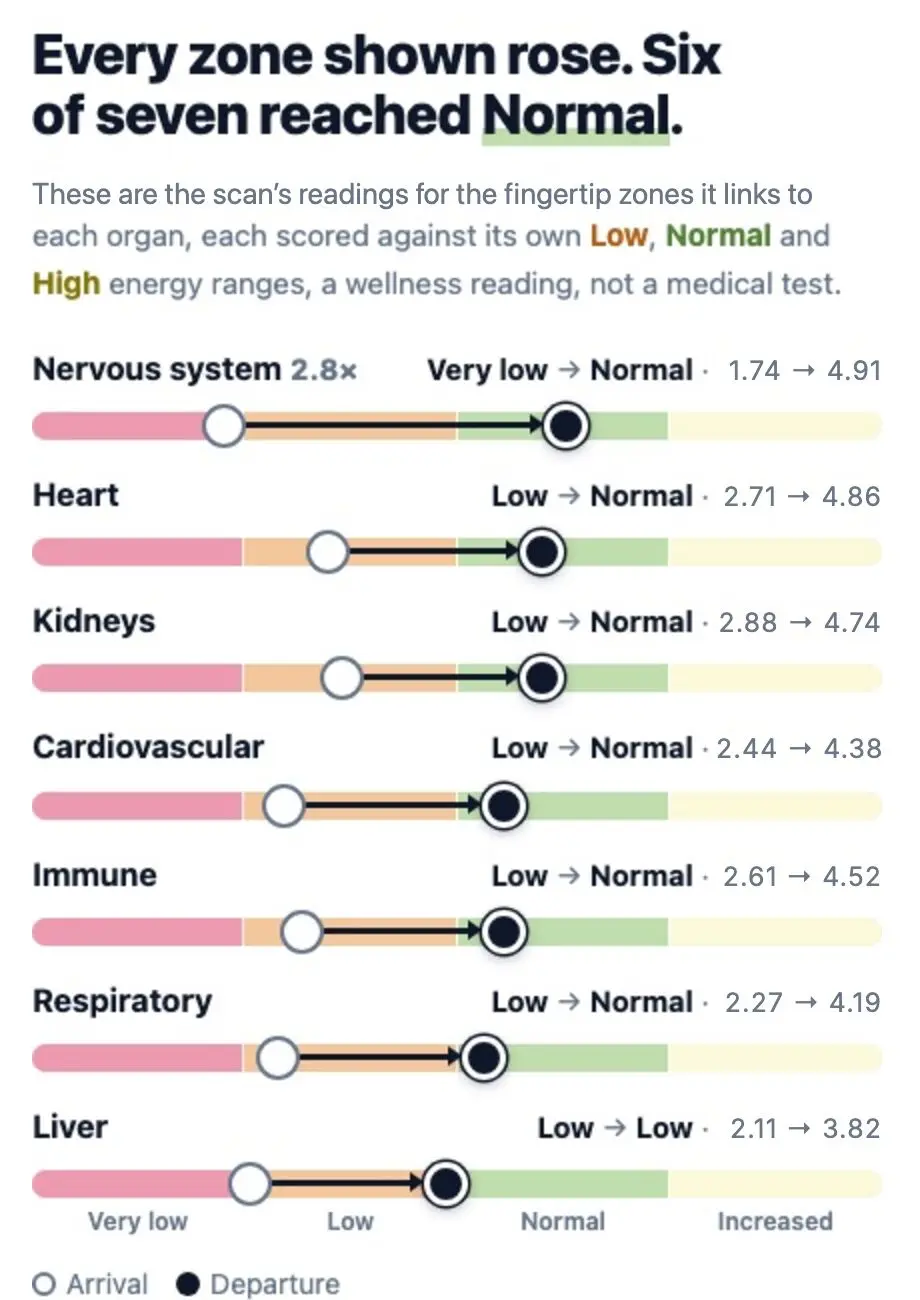 Every zone shown rose. Six
of seven reached Normal.
These are the scan’s readings for the fingertip zones it links to
each organ, each scored against its own Low, Normal and
High energy ranges, a wellness reading, not a medical test.
Nervous system 2.8× Very low → Normal · 1.74 → 4.91
Heart Low → Normal · 2.71 → 4.86
Kidneys Low → Normal · 2.88 → 4.74
Cardiovascular Low → Normal · 2.44 → 4.38
Immune Low → Normal · 2.61 → 4.52
Respiratory Low → Normal · 2.27 → 4.19
Liver Low → Low · 2.11 → 3.82
Very low Low Normal Increased
Arrival Departure